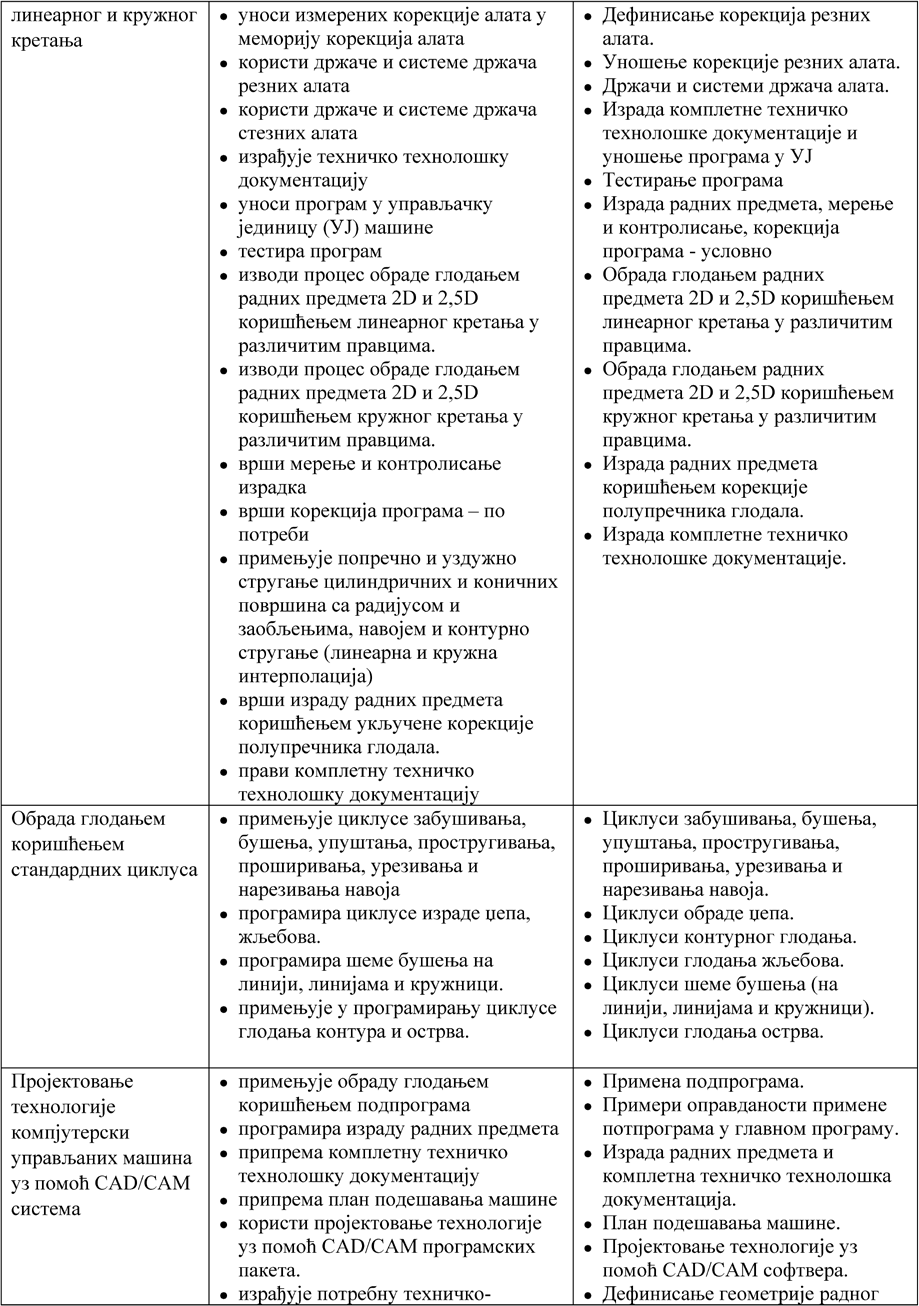 линеарног и кружног
кретања
• уноси измерених корекције алата у
меморију корекција алата
• користи држаче и системе држача
резних алата
• користи држаче и системе држача
стезних алата
• израђује техничко технолошку
документацију
• уноси програм у управљачку
јединицу (УЈ) машине
• тестира програм
• изводи процес обраде глодањем
радних предмета 2D и 2,5D
коришћењем линеарног кретања у
различитим правцима.
• изводи процес обраде глодањем
радних предмета 2D и 2,5D
коришћењем кружног кретања у
различитим правцима.
• врши мерење и контролисање
израдка
• врши корекција програма – по
потреби
• примењује попречно и уздужно
стругање цилиндричних и коничних
површина са радијусом и
заобљењима, навојем и контурно
стругање (линеарна и кружна
интерполација)
• врши израду радних предмета
коришћењем укључене корекције
полупречника глодала.
• прави комплетну техничко
технолошку документацију
• Дефинисање корекција резних
алата.
• Уношење корекције резних алата.
• Држачи и системи држача алата.
• Израда комплетне техничко
технолошке документације и
уношење програма у УЈ
• Тестирање програма
• Израда радних предмета, мерење
и контролисање, корекција
програма - условно
• Обрада глодањем радних
предмета 2D и 2,5D коришћењем
линеарног кретања у различитим
правцима.
• Обрада глодањем радних
предмета 2D и 2,5D коришћењем
кружног кретања у различитим
правцима.
• Израда радних предмета
коришћењем корекције
полупречника глодала.
• Израда комплетне техничко
технолошке документације.
Обрада глодањем
коришћењем
стандардних циклуса
• примењује циклусе забушивања,
бушења, упуштања, простругивања,
проширивања, урезивања и
нарезивања навоја
• програмира циклусе израде џепа,
жљебова.
• програмира шеме бушења на
линији, линијама и кружници.
• примењује у програмирању циклусе
глодања контура и острва.
• Циклуси забушивања, бушења,
упуштања, простругивања,
проширивања, урезивања и
нарезивања навоја.
• Циклуси обраде џепа.
• Циклуси контурног глодања.
• Циклуси глодања жљебова.
• Циклуси шеме бушења (на
линији, линијама и кружници).
• Циклуси глодања острва.
Пројектовање
технологије
компјутерски
управљаних машина
уз помоћ CAD/CAM
система
• примењује обраду глодањем
коришћењем подпрограма
• програмира израду радних предмета
• припрема комплетну техничко
технолошку документацију
• припрема план подешавања машине
• користи пројектовање технологије
уз помоћ CAD/CAM програмских
пакета.
• израђује потребну техничко-
• Примена подпрограма.
• Примери оправданости примене
потпрограма у главном програму.
• Израда радних предмета и
комплетна техничко технолошка
документација.
• План подешавања машине.
• Пројектовање технологије уз
помоћ CAD/CAM софтвера.
• Дефинисање геометрије радног